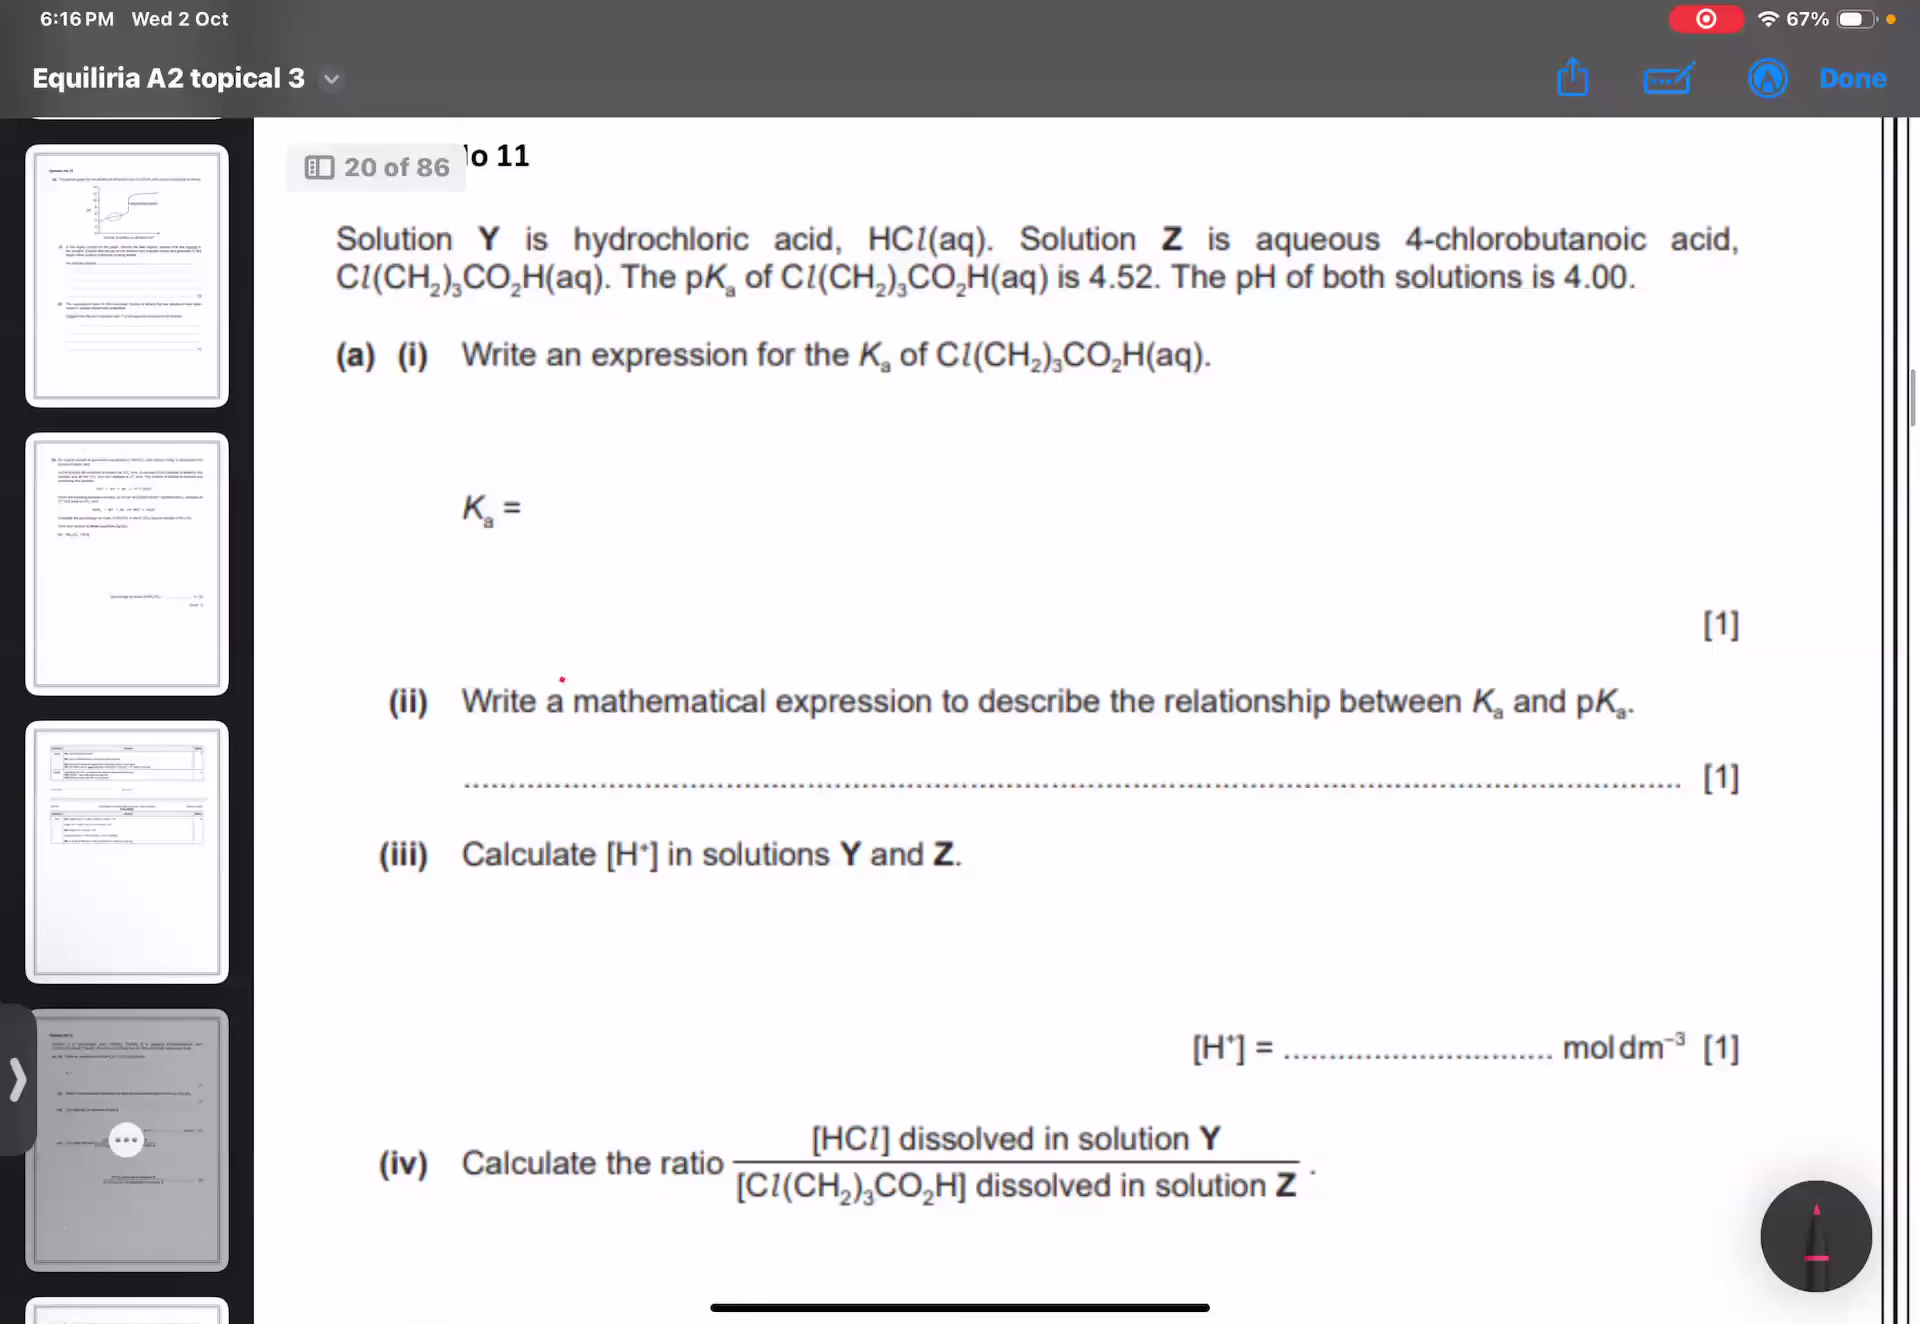 6:16 PM Wed 2 Oct
67%
Equiliria A2 topical 3
Done
20 of 86
lo 11
Solution Y is hydrochloric acid, HCl(aq). Solution Z is aqueous 4-chlorobutanoic acid,
Cl(CH₂)₃CO₂H(aq). The pKₐ of Cl(CH₂)₃CO₂H(aq) is 4.52. The pH of both solutions is 4.00.
(a) (i) Write an expression for the Kₐ of Cl(CH₂)₃CO₂H(aq).
Kₐ =
[1]
(ii) Write a mathematical expression to describe the relationship between Kₐ and pKₐ.
[1]
(iii) Calculate [H⁺] in solutions Y and Z.
[H⁺] = .............................. mol dm⁻³ [1]
(iv) Calculate the ratio [HCl] dissolved in solution Y
[Cl(CH₂)₃CO₂H] dissolved in solution Z .